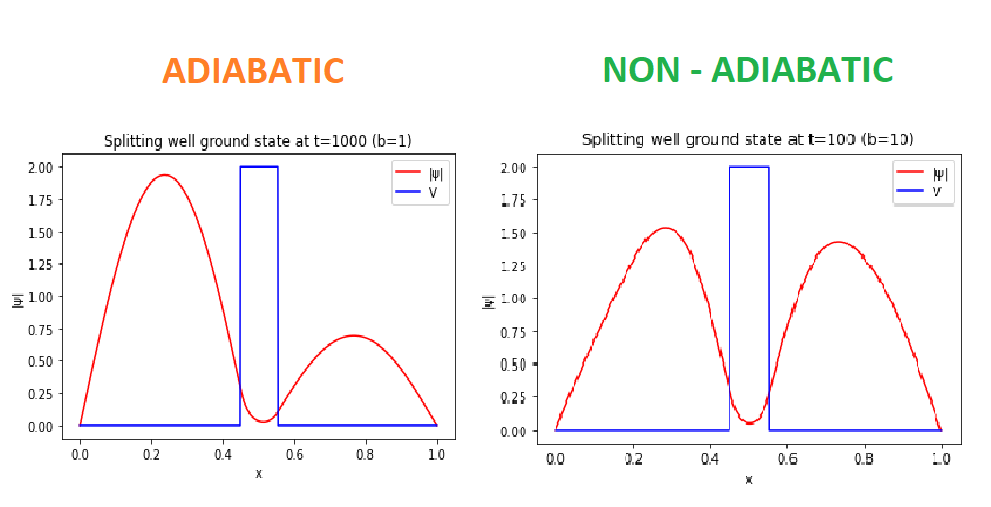 ADIABATIC
NON - ADIABATIC
Splitting well ground state at t=1000 (b=1)
2.00
1.75
1.50
1.25
1.00
0.75
0.50
0.25
0.00
|ψ|
|ψ|
V
0.0 0.2 0.4 0.6 0.8 1.0
x
Splitting well ground state at t=100 (b=10)
2.00
1.75
1.50
1.25
1.00
0.75
0.50
0.25
0.00
|ψ|
|ψ|
V
0.0 0.2 0.4 0.6 0.8 1.0
x